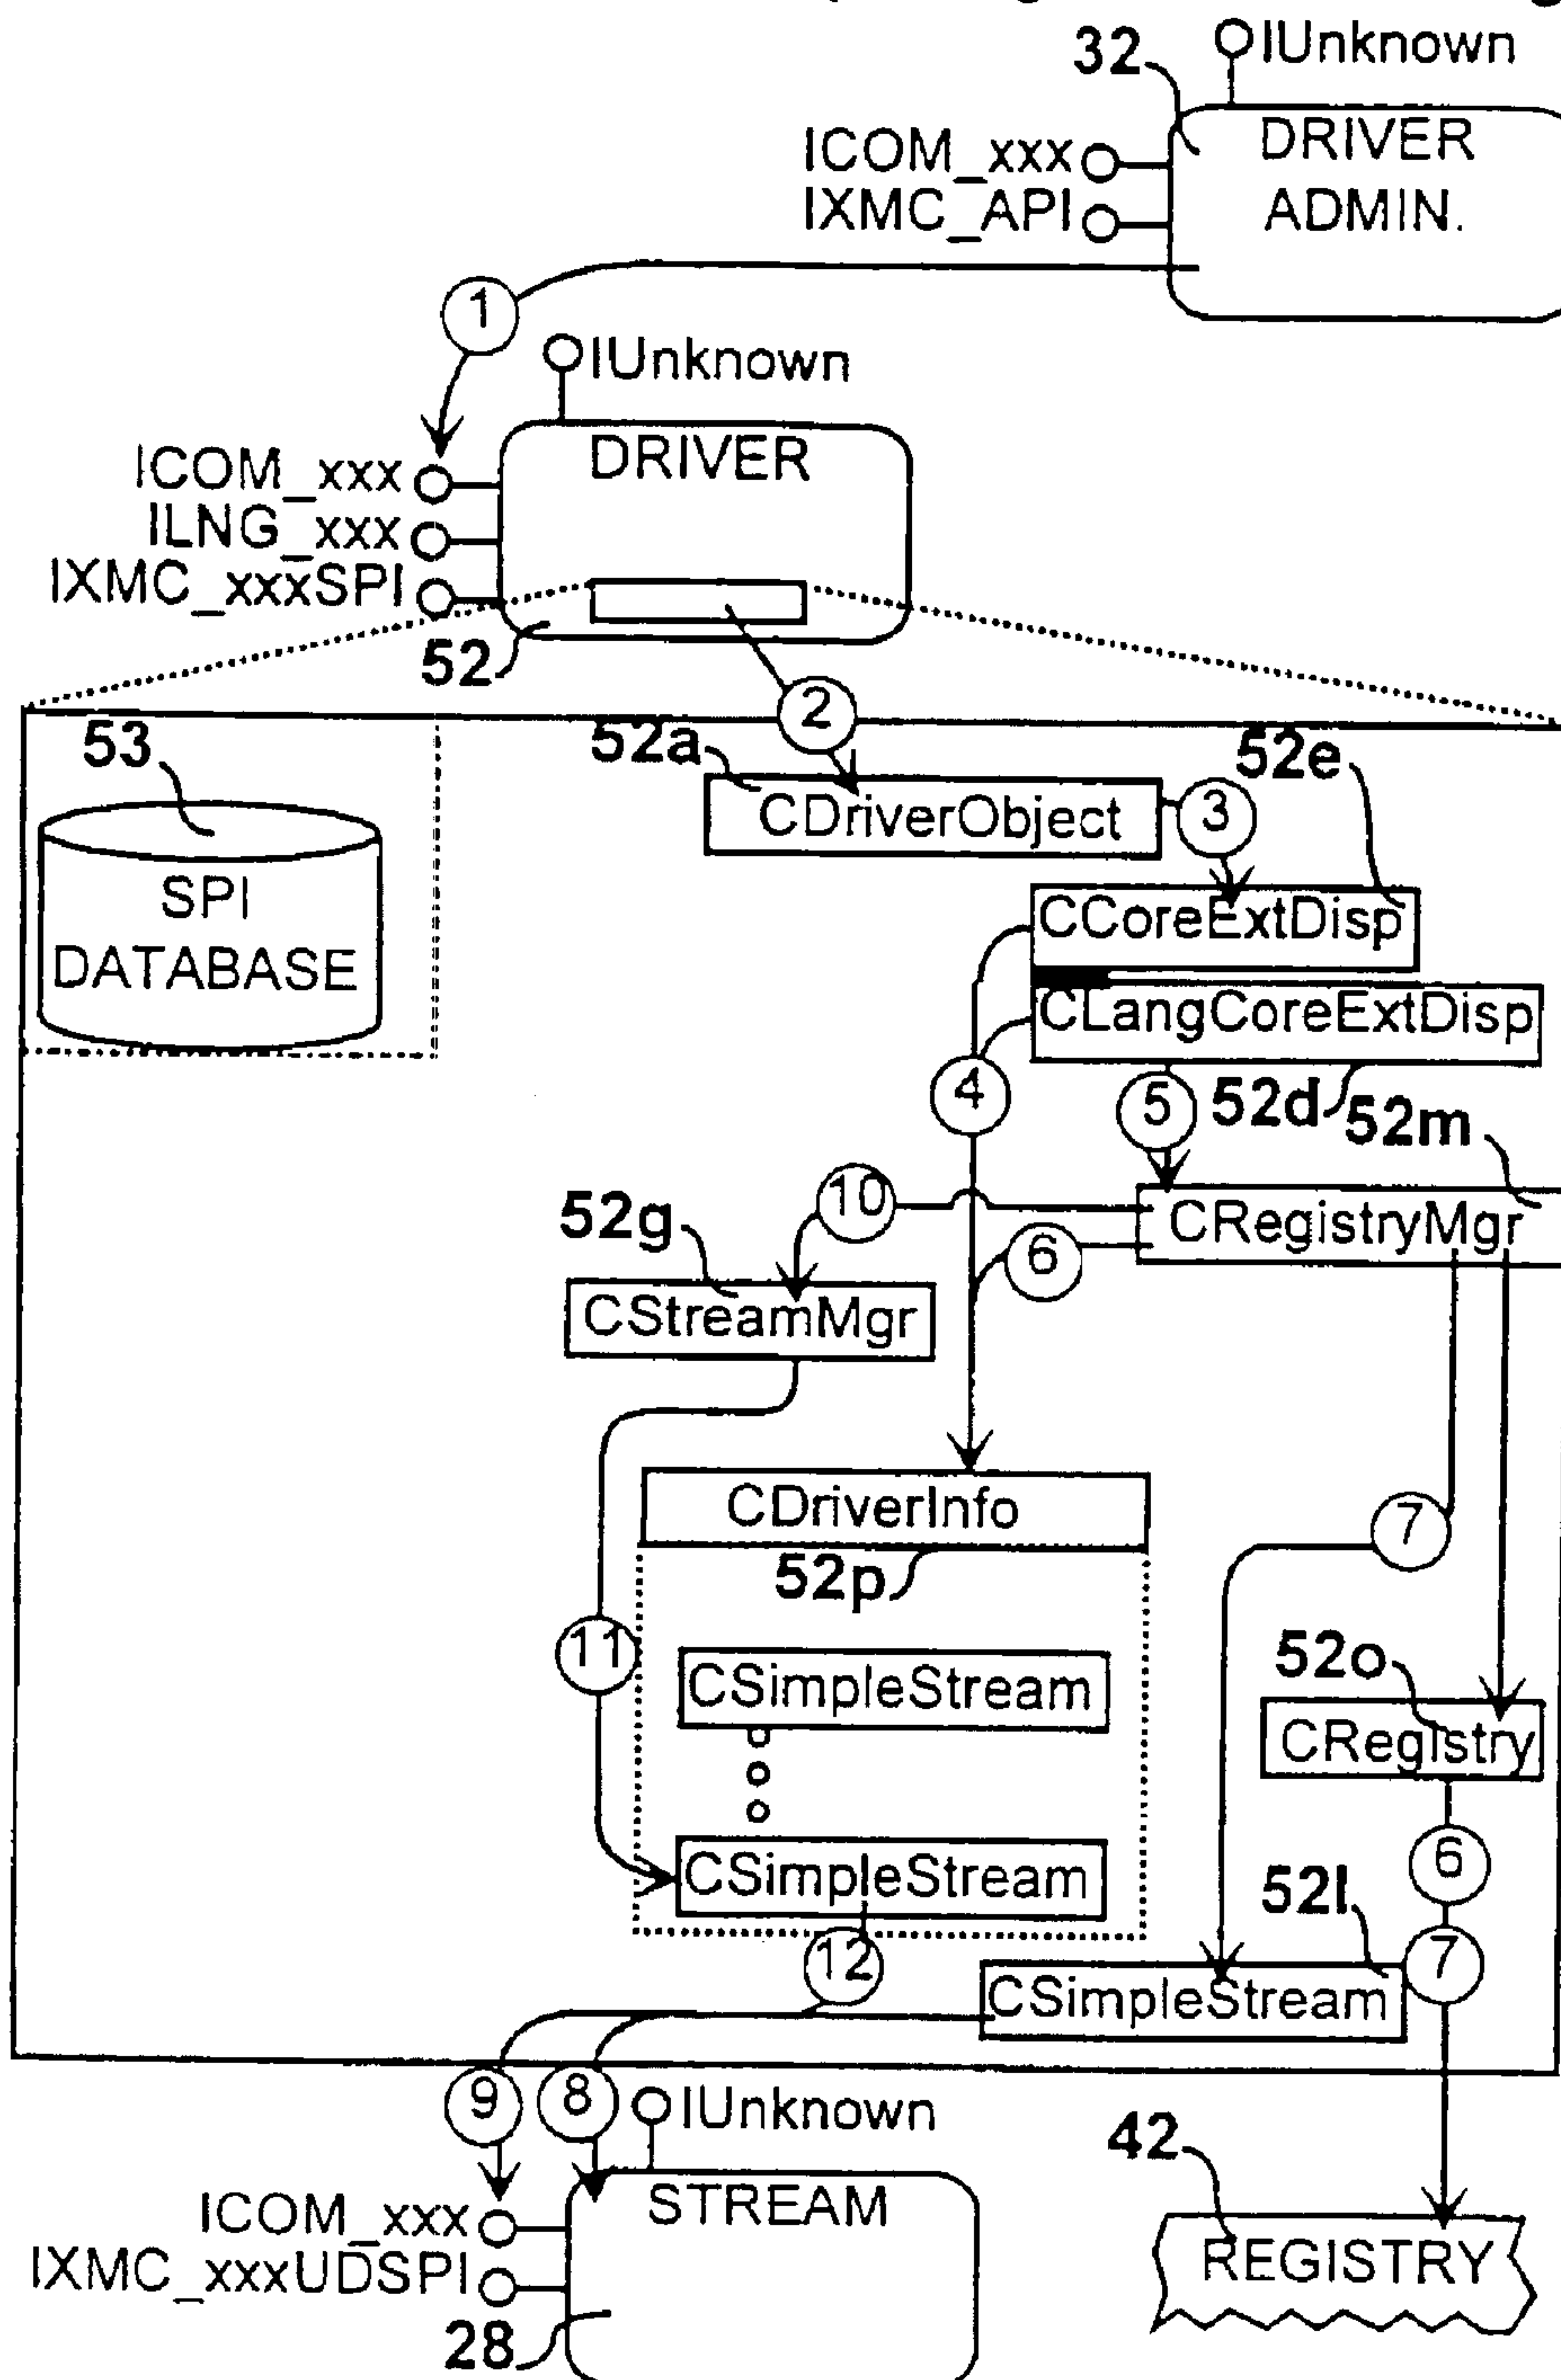 32
IUnknown
ICOM_xxx
IXMC_API
DRIVER
ADMIN.
1
IUnknown
ICOM_xxx
ILNG_xxx
IXMC_xxxSPI
DRIVER
52
2
53
52a
52e
CDriverObject
3
SPI
DATABASE
CCoreExtDisp
CLangCoreExtDisp
4
5
52d
52m
10
52g
CRegistryMgr
6
CStreamMgr
CDriverInfo
7
52p
11
52o
CSimpleStream
CRegistry
6
CSimpleStream
52l
12
7
CSimpleStream
9
8
IUnknown
42
ICOM_xxx
STREAM
IXMC_xxxUDSPI
REGISTRY
28